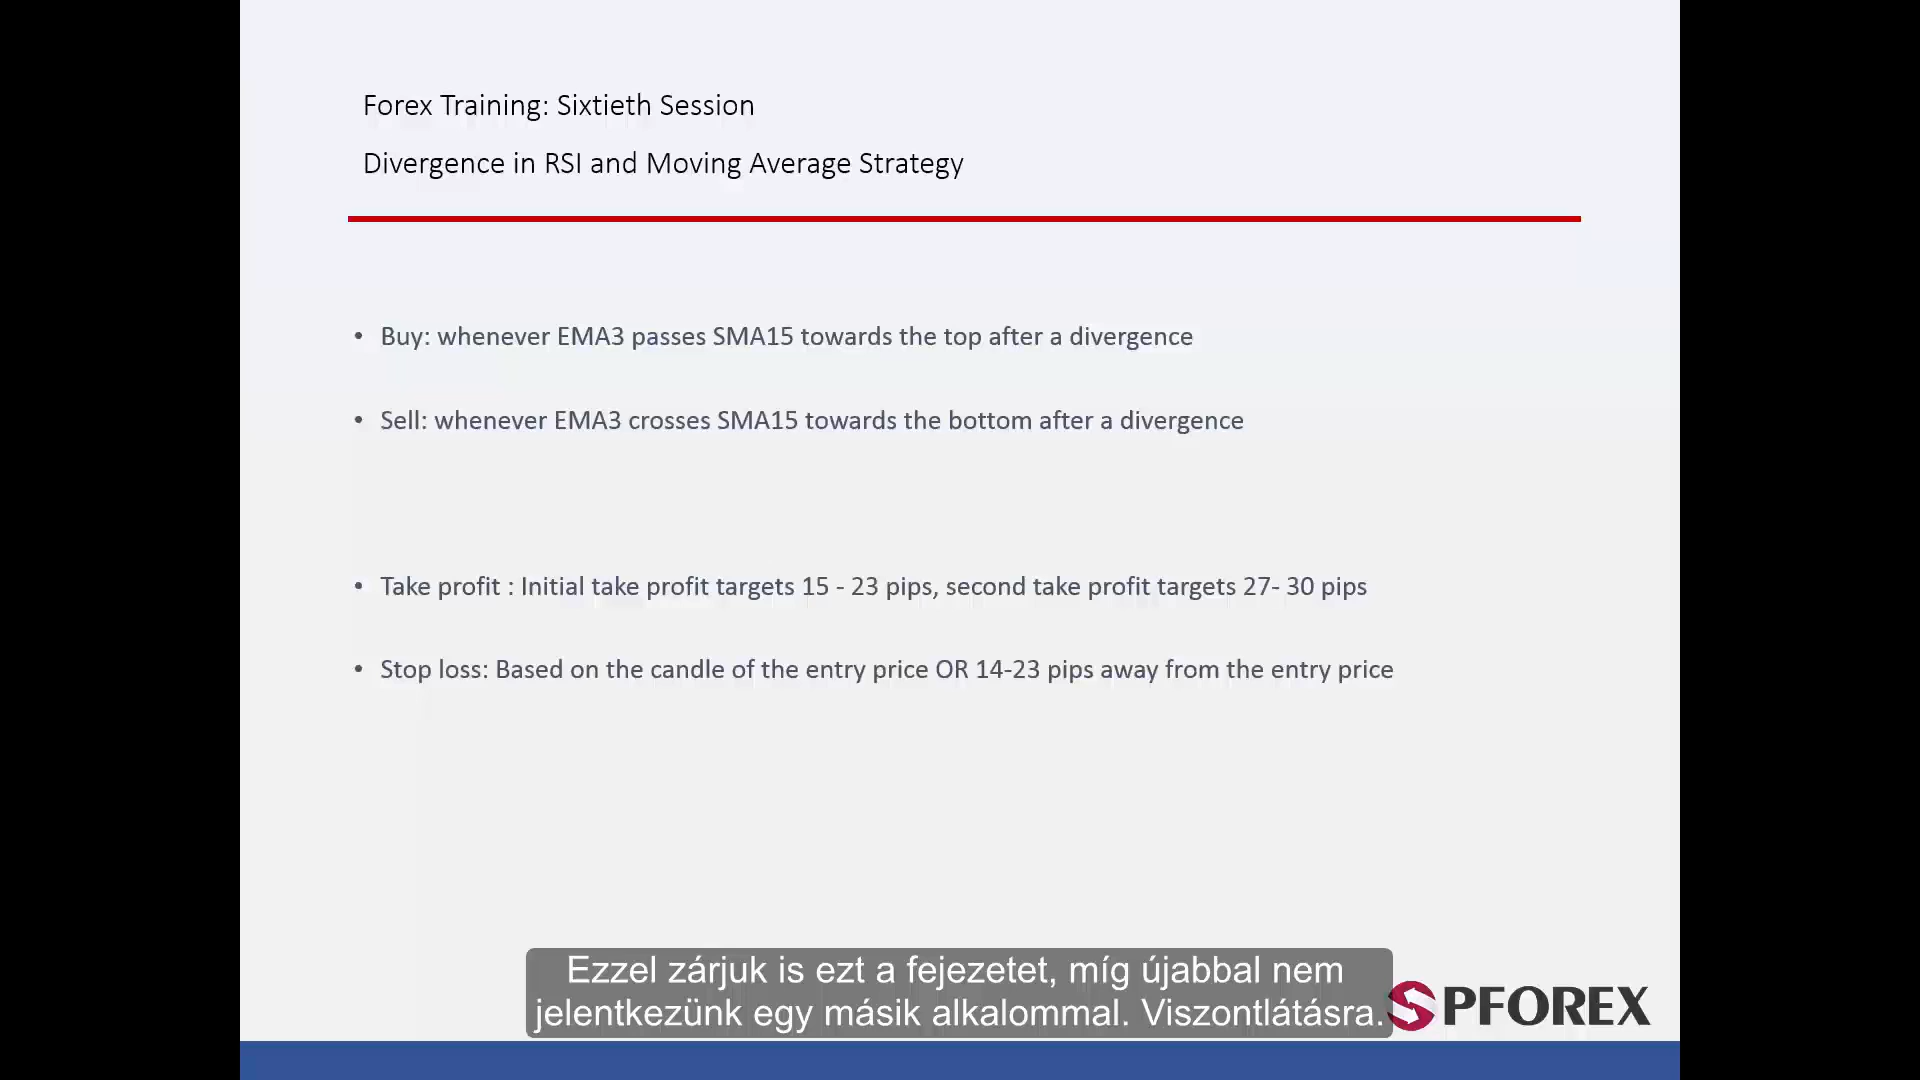 Forex Training: Sixtieth Session
Divergence in RSI and Moving Average Strategy
• Buy: whenever EMA3 passes SMA15 towards the top after a divergence
• Sell: whenever EMA3 crosses SMA15 towards the bottom after a divergence
• Take profit : Initial take profit targets 15 - 23 pips, second take profit targets 27- 30 pips
• Stop loss: Based on the candle of the entry price OR 14-23 pips away from the entry price
Ezzel zárjuk is ezt a fejezetet, míg újabbal nem
jelentkezünk egy másik alkalommal. Viszontlátásra.
SPFOREX